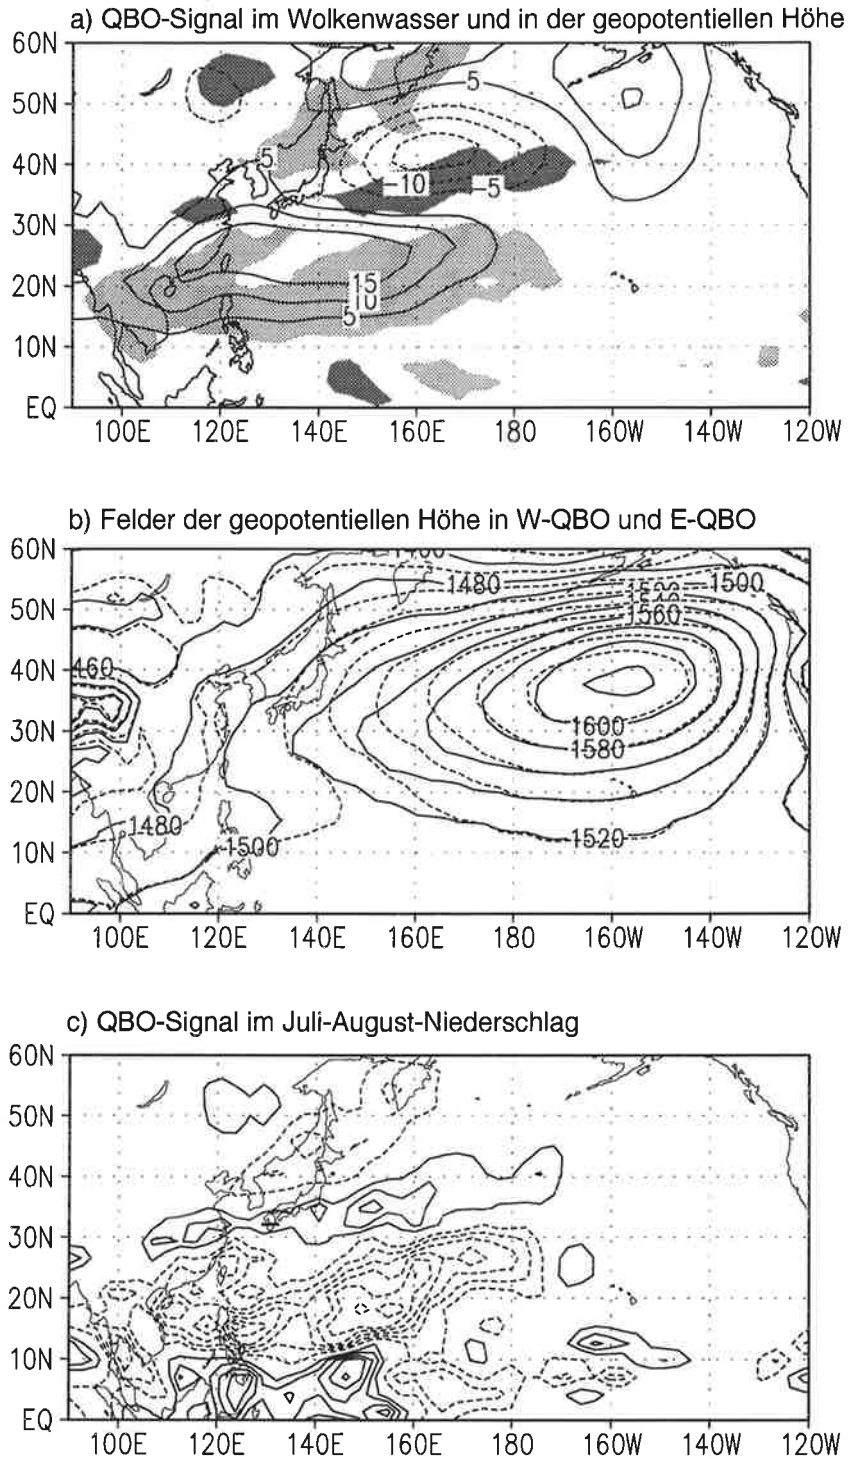 a) QBO-Signal im Wolkenwasser und in der geopotentiellen Höhe
60N
5
50N
5
40N
-10
-5
30N
15
20N
10
5
10N
EQ
100E 120E 140E 160E 180 160W 140W 120W
b) Felder der geopotentiellen Höhe in W-QBO und E-QBO
60N
1480
1500
50N
1560
460
40N
1600
30N
1580
20N
1480
1500
1520
10N
EQ
100E 120E 140E 160E 180 160W 140W 120W
c) QBO-Signal im Juli-August-Niederschlag
60N
50N
40N
30N
20N
10N
EQ
100E 120E 140E 160E 180 160W 140W 120W